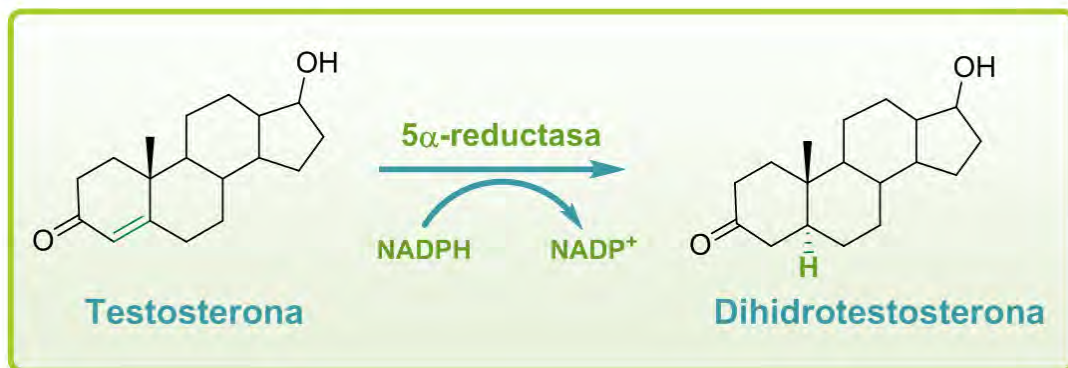 OH
O
Testosterona
5α-reductasa
NADPH
NADP⁺
OH
O
H
Dihidrotestosterona